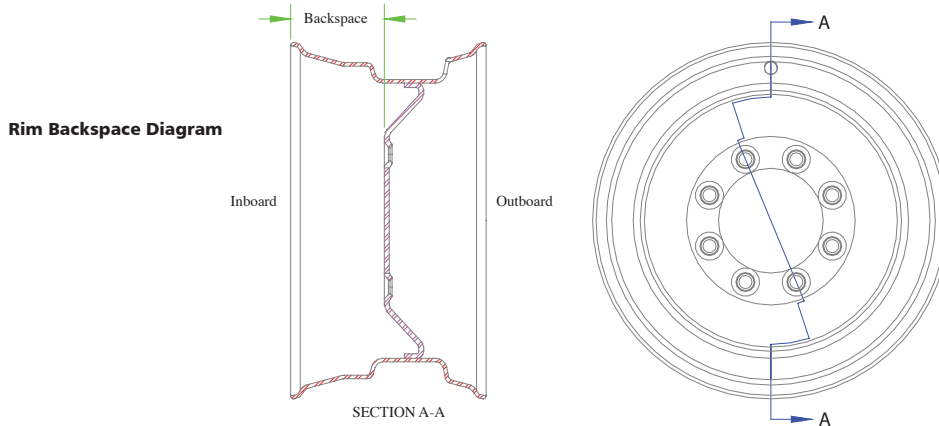 Backspace
A
Rim Backspace Diagram
Inboard
Outboard
SECTION A-A
A